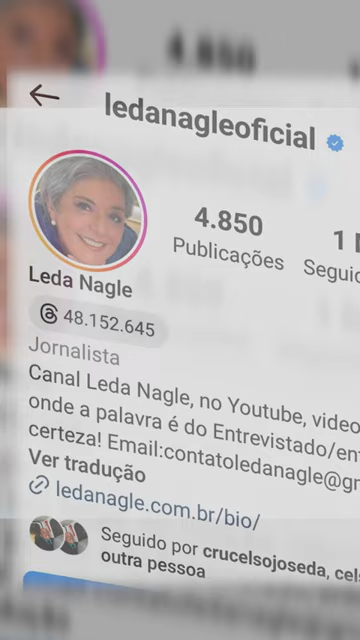 ledanagleoficial
4.850
1
Publicações
Leda Nagle
48.152.645
Jornalista
Canal Leda Nagle, no Youtube, video
onde a palavra é do Entrevistado/en
certeza! Email:contatoledanagle@g
Ver tradução
ledanagle.com.br/bio/
Seguido por crucelsojoseda, cel
outra pessoa